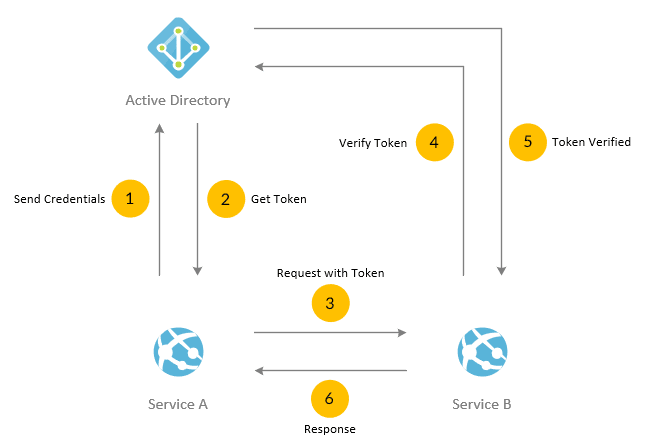 Active Directory
Verify Token
4
5
Token Verified
Send Credentials
1
2
Get Token
Request with Token
3
Service A
Service B
6
Response